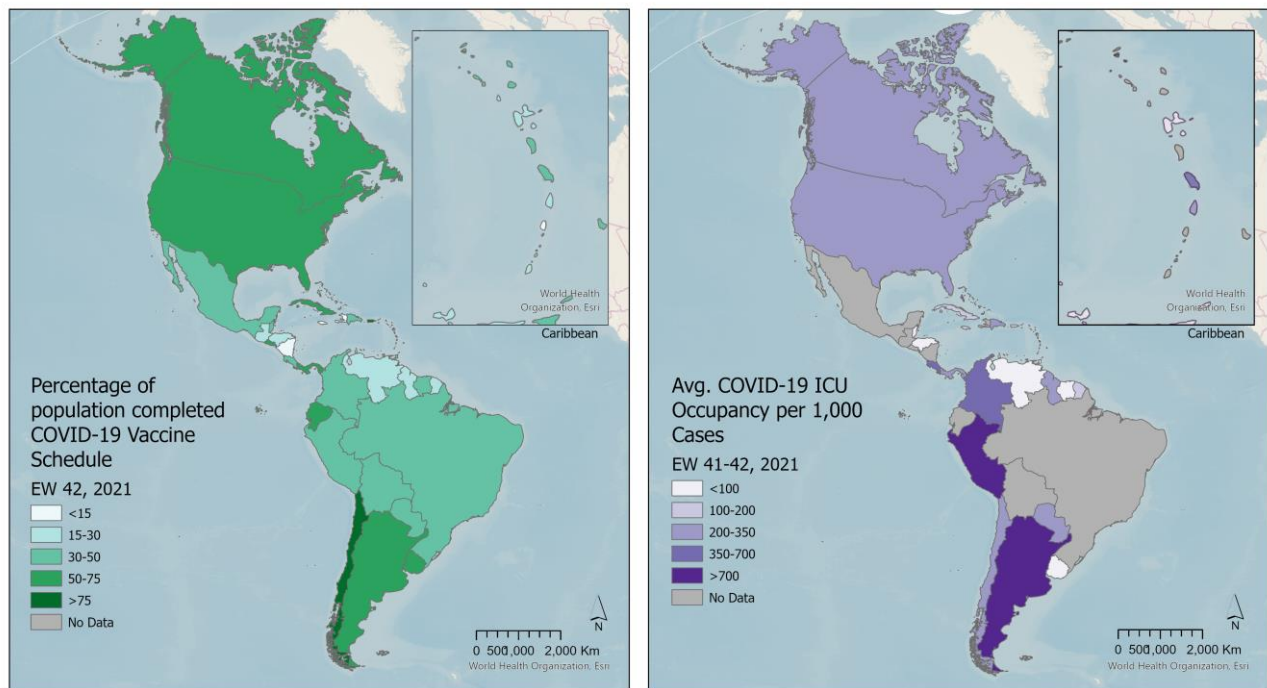 World Health
Organization, Esri
Caribbean
Percentage of
population completed
COVID-19 Vaccine
Schedule
EW 42, 2021
<15
15-30
30-50
50-75
>75
No Data
N
0 500 1,000 2,000 Km
World Health Organization, Esri
World Health
Organization, Esri
Caribbean
Avg. COVID-19 ICU
Occupancy per 1,000
Cases
EW 41-42, 2021
<100
100-200
200-350
350-700
>700
No Data
N
0 500 1,000 2,000 Km
World Health Organization, Esri